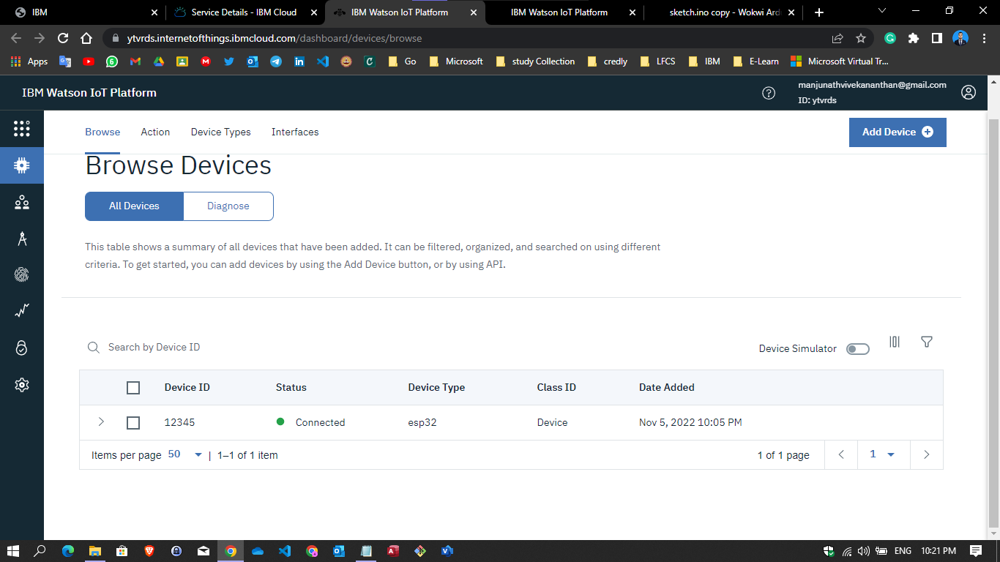 IBM
Service Details - IBM Cloud
IBM Watson IoT Platform
IBM Watson IoT Platform
sketch.ino copy - Wokwi Ard
ytvrds.internetofthings.ibmcloud.com/dashboard/devices/browse
Apps
Go
Microsoft
study Collection
credly
LFCS
IBM
E-Learn
Microsoft Virtual Tr...
IBM Watson IoT Platform
manjunathvivekananthan@gmail.com
ID: ytvrds
Browse
Action
Device Types
Interfaces
Add Device
Browse Devices
All Devices
Diagnose
This table shows a summary of all devices that have been added. It can be filtered, organized, and searched on using different
criteria. To get started, you can add devices by using the Add Device button, or by using API.
Search by Device ID
Device Simulator
Device ID Status Device Type Class ID Date Added
12345 Connected esp32 Device Nov 5, 2022 10:05 PM
Items per page 50 | 1–1 of 1 item 1 of 1 page 1
ENG 10:21 PM